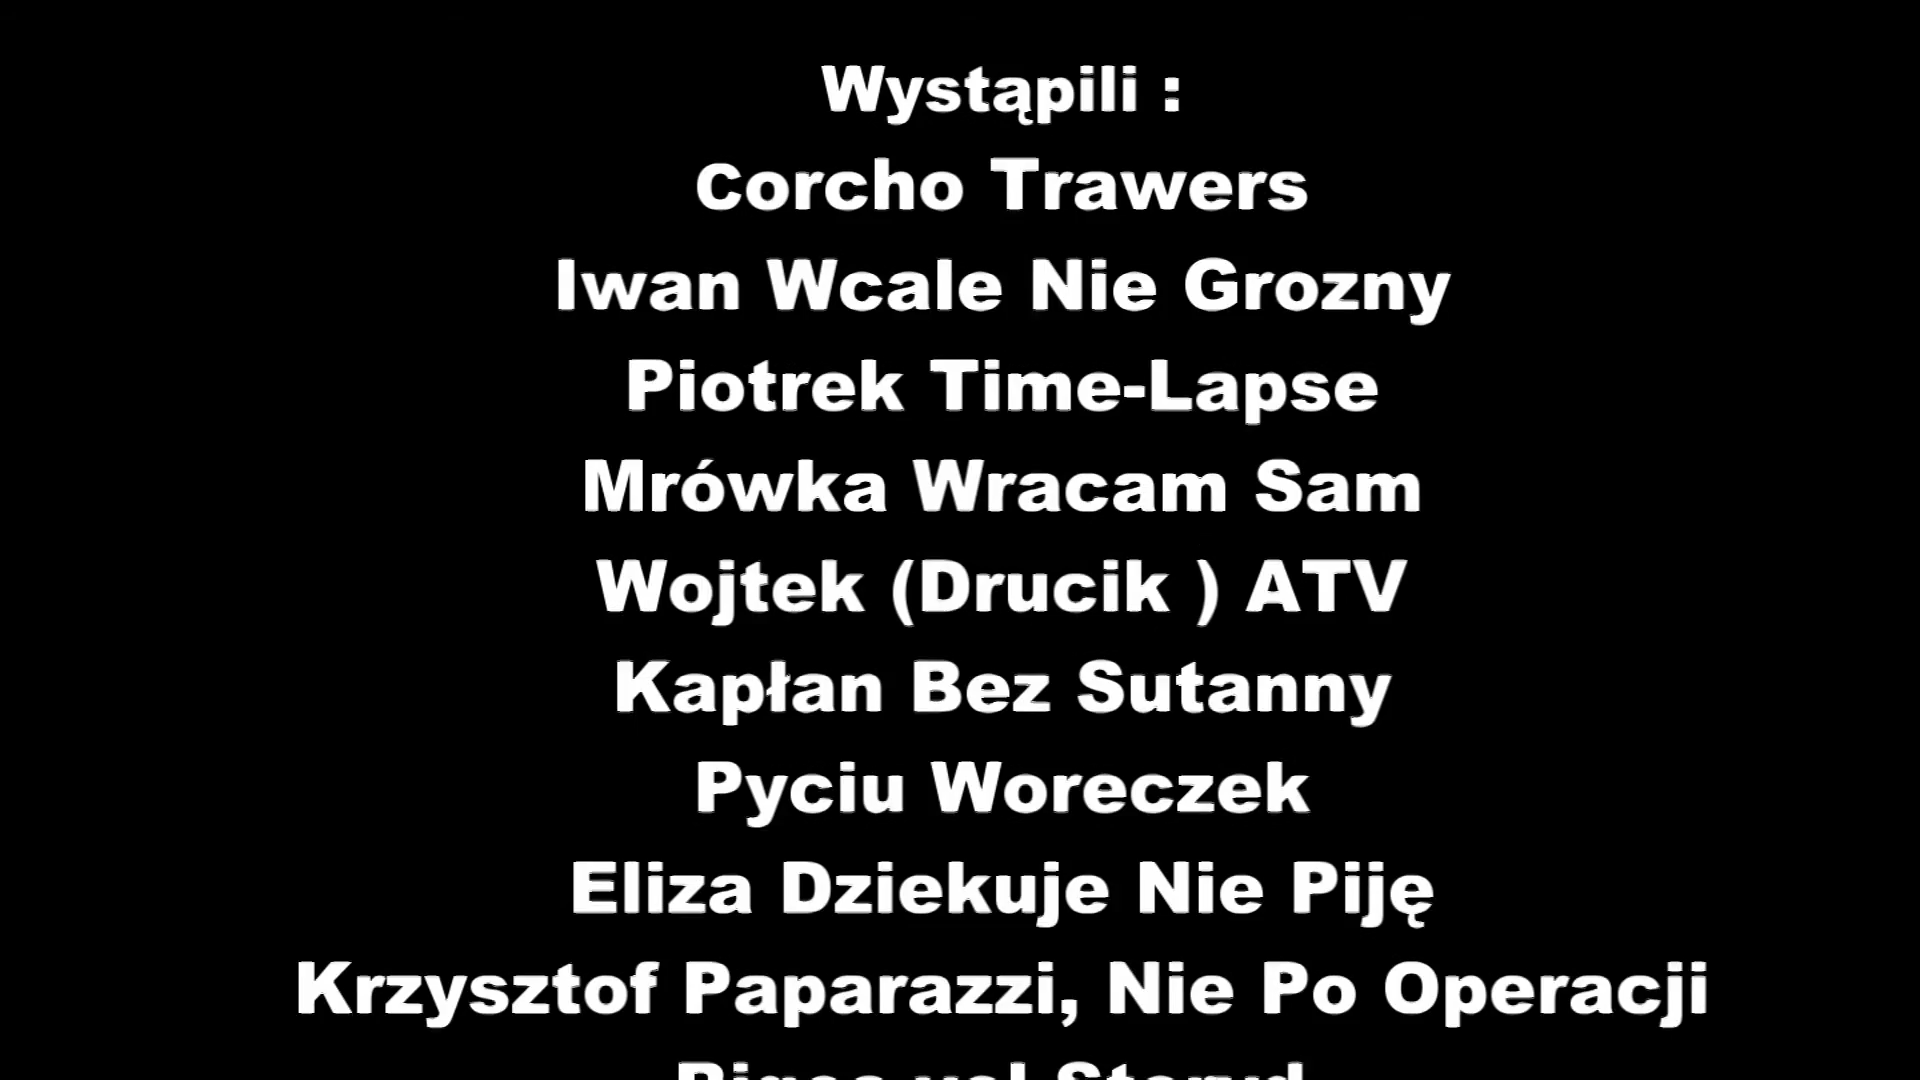 Wystąpili :
Corcho Trawers
Iwan Wcale Nie Grozny
Piotrek Time-Lapse
Mrówka Wracam Sam
Wojtek (Drucik ) ATV
Kapłan Bez Sutanny
Pyciu Woreczek
Eliza Dziekuje Nie Piję
Krzysztof Paparazzi, Nie Po Operacji